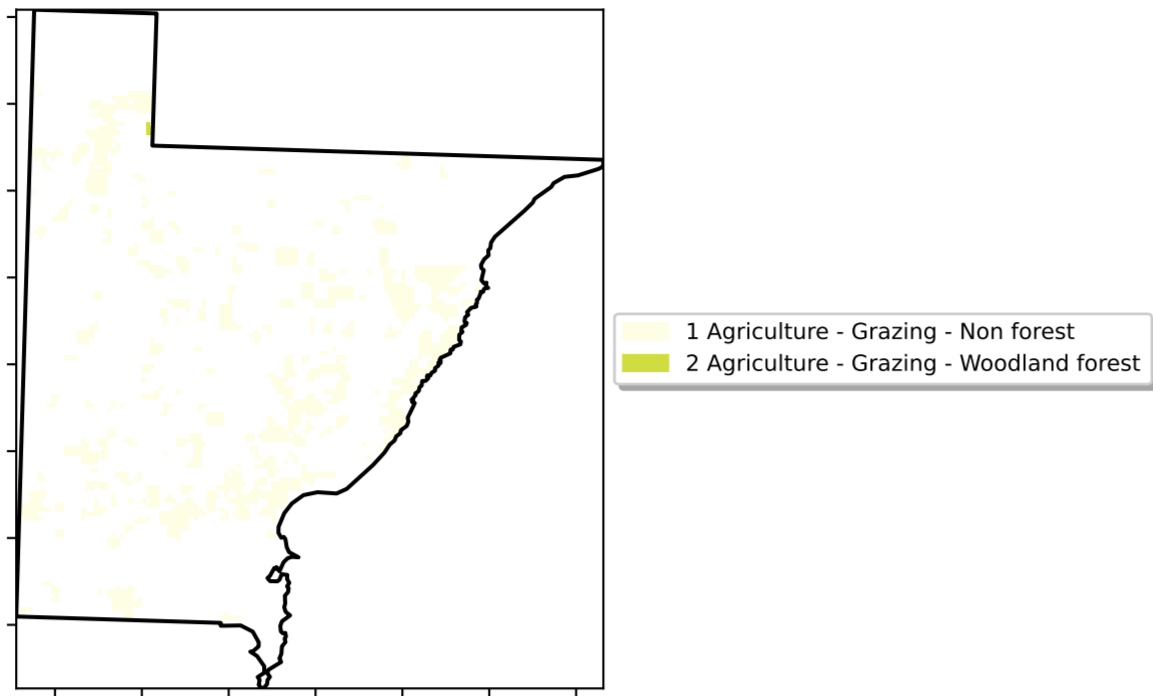 1 Agriculture - Grazing - Non forest
2 Agriculture - Grazing - Woodland forest